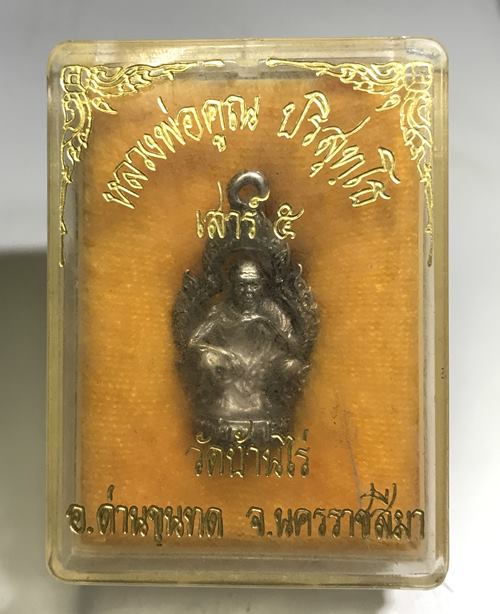 หลวงพ่อคูณ ปริสุทโธ
เสาร์ ๕
วัดบ้านไร่
อ.ด่านขุนทด จ.นครราชสีมา